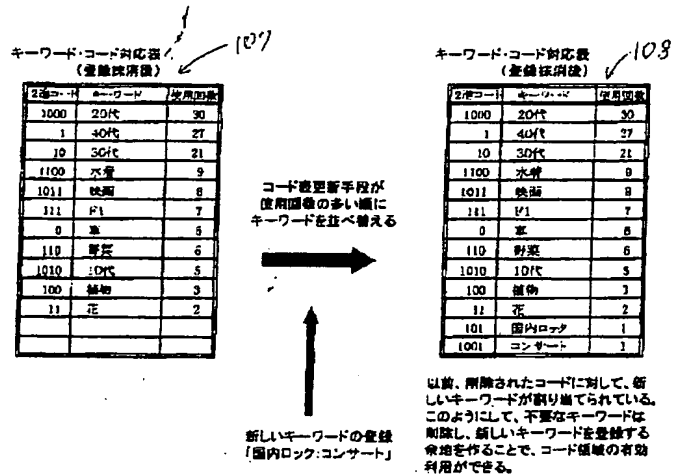 107
キーワード・コード対応表
(登録抹消後)
2進コード キーワード 使用回数
1000 20代 30
1 40代 27
10 30代 21
1100 水着 9
1011 映画 8
111 F1 7
0 車 6
110 野菜 6
1010 10代 5
100 植物 3
11 花 2
コード表更新手段が
使用回数の多い順に
キーワードを並べ替える
新しいキーワードの登録
「国内ロック:コンサート」
108
キーワード・コード対応表
(登録抹消後)
2進コード キーワード 使用回数
1000 20代 30
1 40代 27
10 30代 21
1100 水着 9
1011 映画 8
111 F1 7
0 車 6
110 野菜 6
1010 10代 5
100 植物 3
11 花 2
101 国内ロック 1
1001 コンサート 1
以前、削除されたコードに対して、新
しいキーワードが割り当てられている。
このようにして、不要なキーワードは
削除し、新しいキーワードを登録する
余地を作ることで、コード領域の有効
利用ができる。